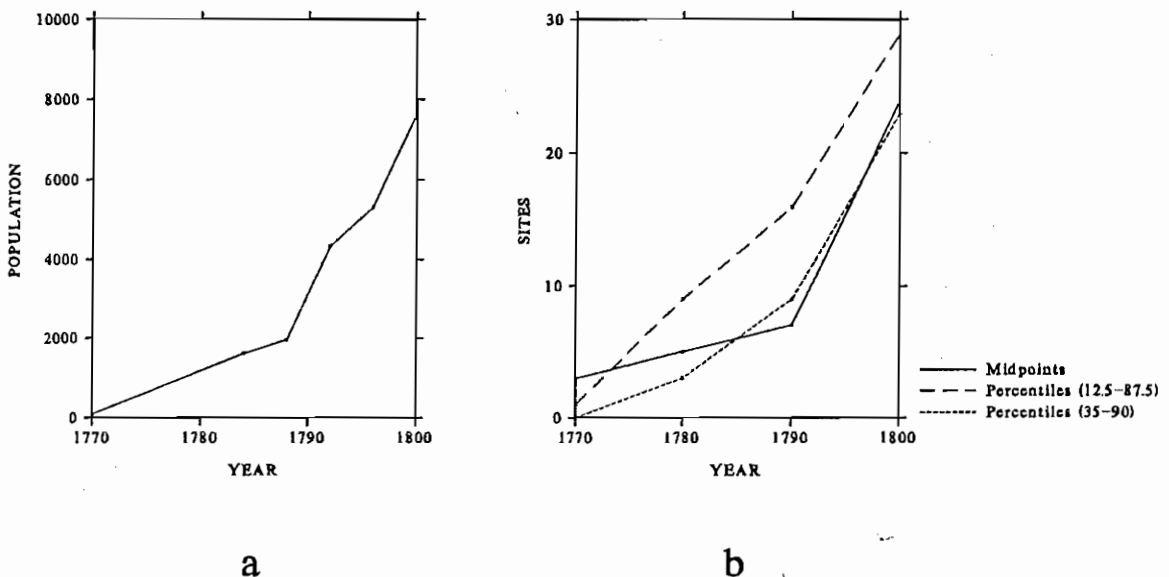 10000
8000
6000
4000
2000
0
POPULATION
1770 1780 1790 1800
YEAR
a
30
20
10
0
SITES
1770 1780 1790 1800
YEAR
b
Midpoints
Percentiles (12.5–87.5)
Percentiles (35–90)